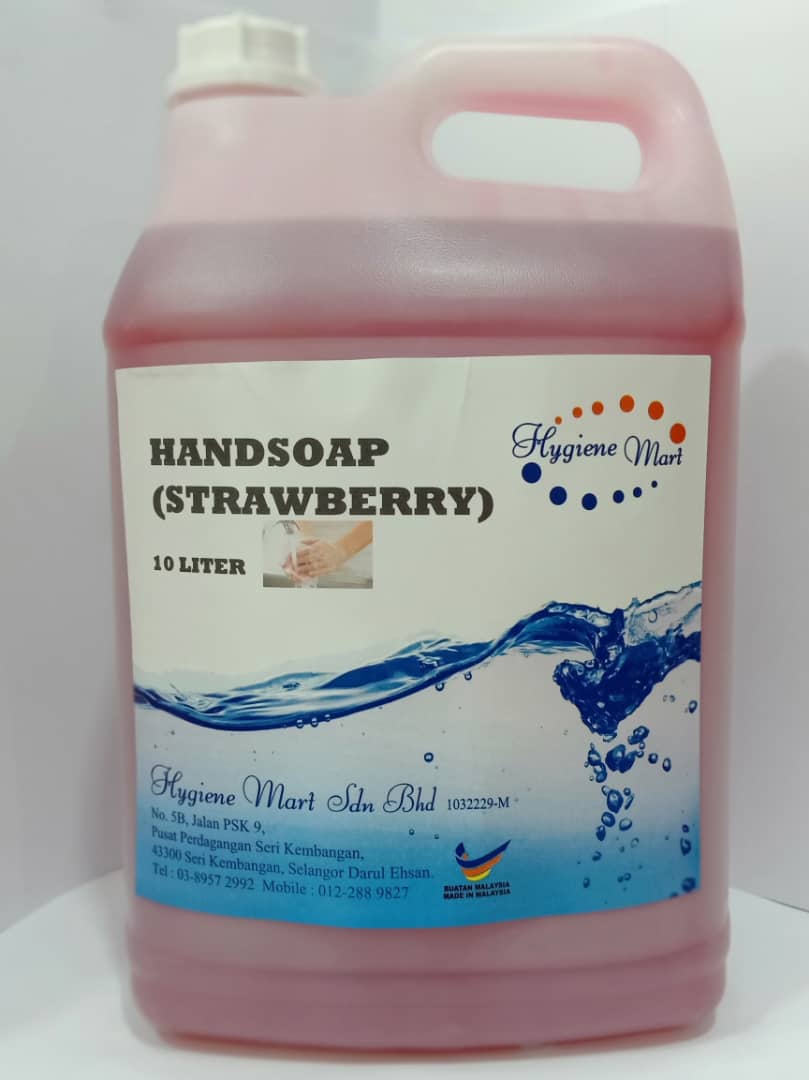 HANDSOAP
(STRAWBERRY)
10 LITER
Hygiene Mart
Hygiene Mart Sdn Bhd 1032229-M
No. 5B, Jalan PSK 9,
Pusat Perdagangan Seri Kembangan,
43300 Seri Kembangan, Selangor Darul Ehsan.
Tel : 03-8957 2992 Mobile : 012-288 9827
BUATAN MALAYSIA
MADE IN MALAYSIA